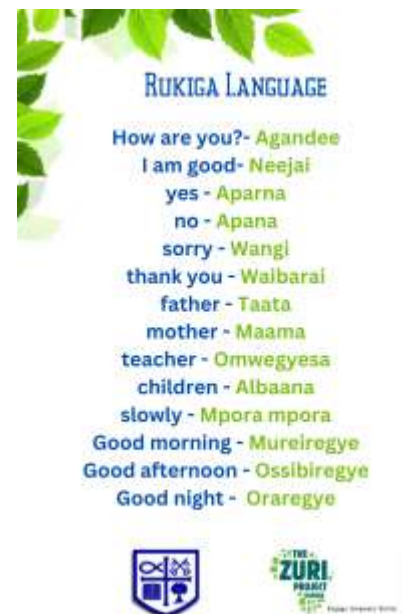 RUKIGA LANGUAGE
How are you?- Agandee
I am good- Neejai
yes - Aparna
no - Apana
sorry - Wangi
thank you - Waibarai
father - Taata
mother - Maama
teacher - Omwegyesa
children - Albaana
slowly - Mpora mpora
Good morning - Mureiregye
Good afternoon - Ossibiregye
Good night - Oraregye
THE
ZURI
PROJECT